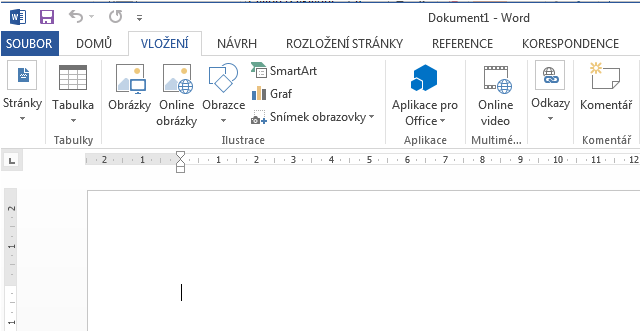 Dokument1 - Word
SOUBOR DOMŮ VLOŽENÍ NÁVRH ROZLOŽENÍ STRÁNKY REFERENCE KORESPONDENCE
Stránky
Tabulka
Tabulky
Obrázky
Online obrázky
Obrazce
SmartArt
Graf
Snímek obrazovky
Ilustrace
Aplikace pro Office
Aplikace
Online video
Multimé...
Odkazy
Komentář
Komentář
L
2 1 1 2 3 4 5 6 7 8 9 10 11 12
2
1
1